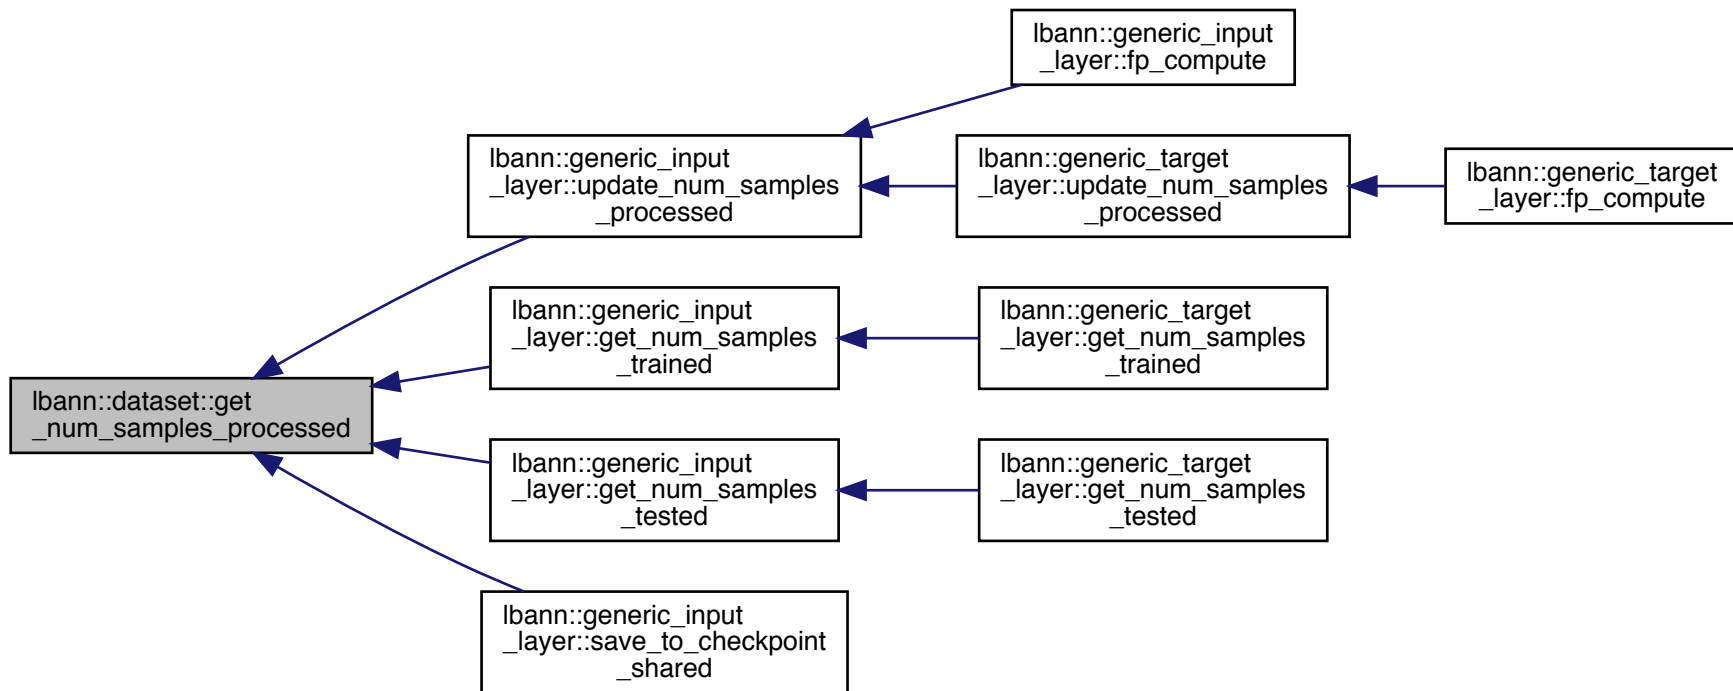 lbann::generic_input
_layer::fp_compute
lbann::generic_input
_layer::update_num_samples
_processed
lbann::generic_target
_layer::update_num_samples
_processed
lbann::generic_target
_layer::fp_compute
lbann::generic_input
_layer::get_num_samples
_trained
lbann::generic_target
_layer::get_num_samples
_trained
lbann::dataset::get
_num_samples_processed
lbann::generic_input
_layer::get_num_samples
_tested
lbann::generic_target
_layer::get_num_samples
_tested
lbann::generic_input
_layer::save_to_checkpoint
_shared